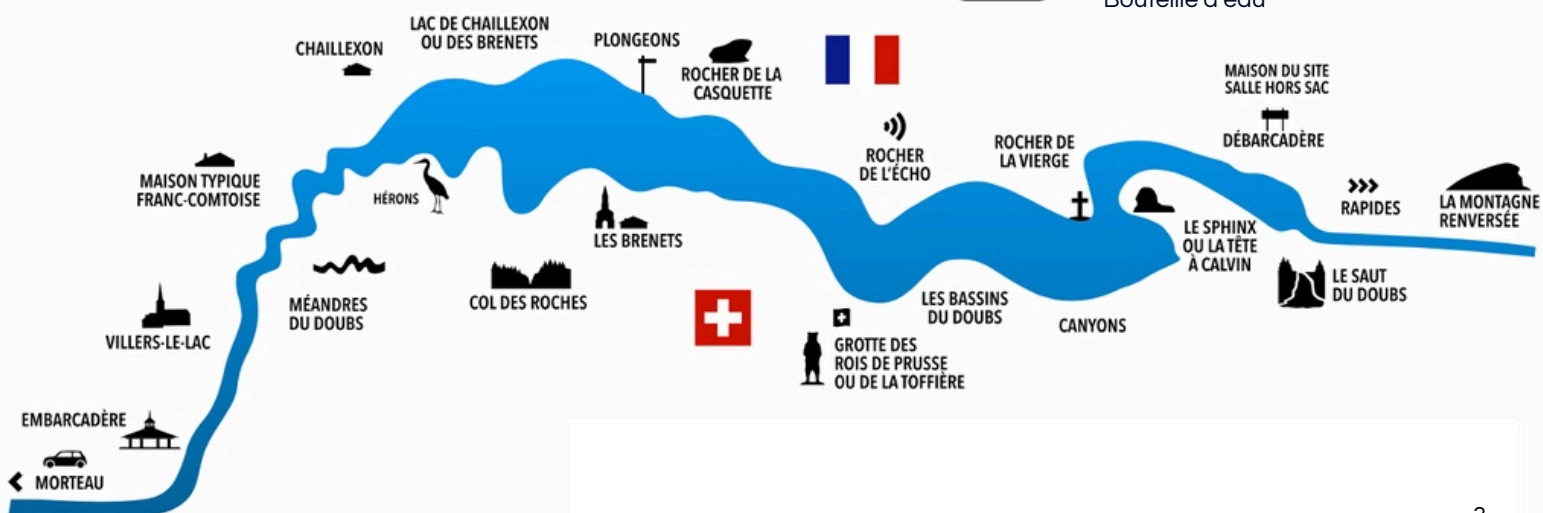 Bouteille d'eau
LAC DE CHAILLEXON
OU DES BRENETS
CHAILLEXON
PLONGEONS
ROCHER DE LA
CASQUETTE
MAISON DU SITE
SALLE HORS SAC
DÉBARCADÈRE
ROCHER DE
LA VIERGE
ROCHER
DE L'ÉCHO
MAISON TYPIQUE
FRANC-COMTOISE
HÉRONS
RAPIDES
LA MONTAGNE
RENVERSÉE
LES BRENETS
LE SPHINX
OU LA TÊTE
À CALVIN
LE SAUT
DU DOUBS
MÉANDRES
DU DOUBS
COL DES ROCHES
LES BASSINS
DU DOUBS
CANYONS
VILLERS-LE-LAC
GROTTE DES
ROIS DE PRUSSE
OU DE LA TOFFIÈRE
EMBARCADÈRE
MORTEAU